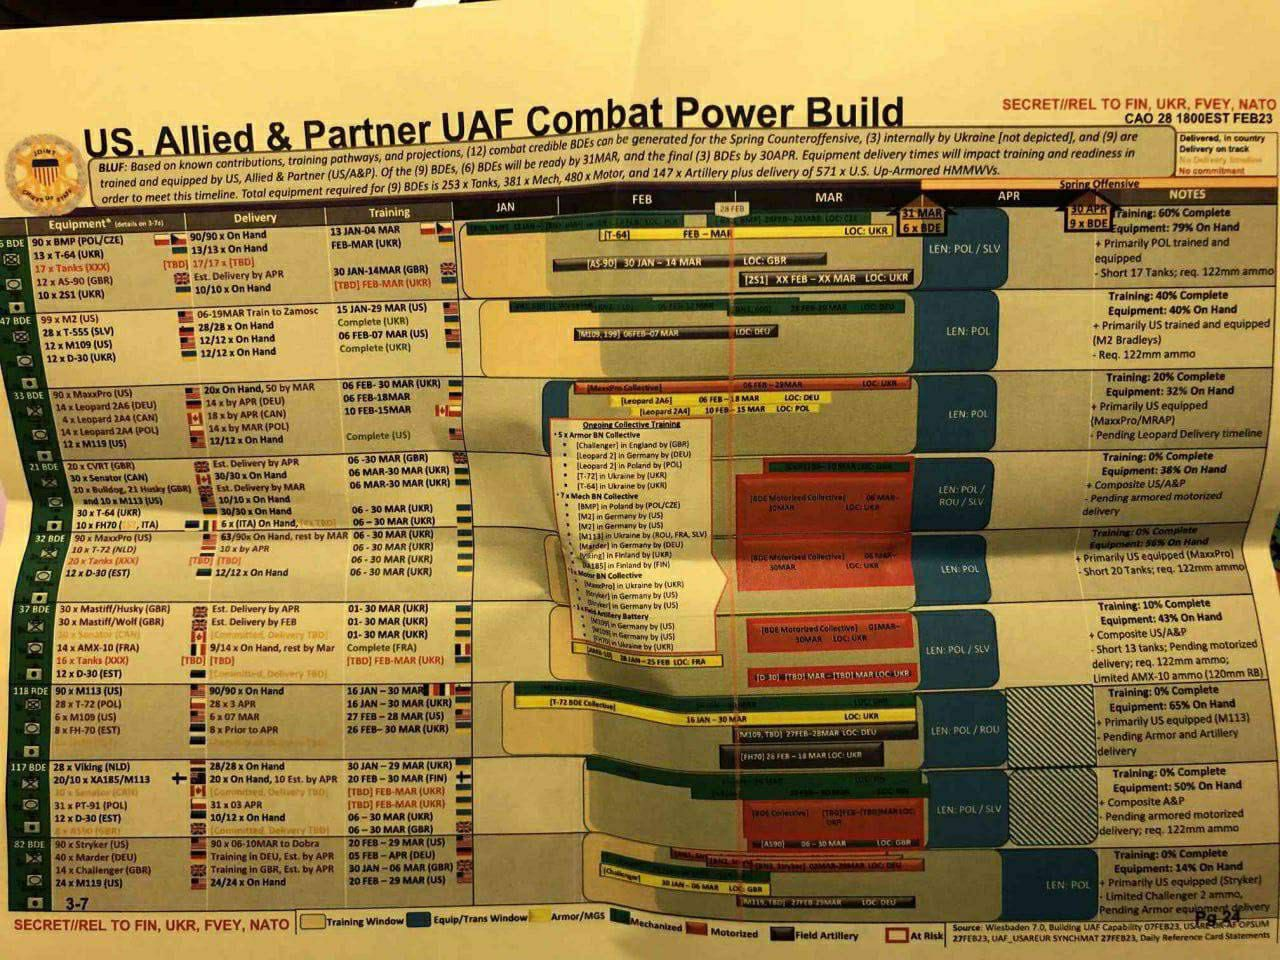 US, Allied & Partner UAF Combat Power Build
SECRET//REL TO FIN, UKR, FVEY, NATO
CAO 28 1800EST FEB23
BLUF: Based on known contributions, training pathways, and projections, (12) combat credible BDEs can be generated for the Spring Counteroffensive, (3) internally by Ukraine [not depicted], and (9) are
trained and equipped by US, Allied & Partner (US/A&P). Of the (9) BDEs, (6) BDEs will be ready by 31MAR, and the final (3) BDEs by 30APR. Equipment delivery times will impact training and readiness in
order to meet this timeline. Total equipment required for (9) BDEs is 253 x Tanks, 381 x Mech, 480 x Motor, and 147 x Artillery plus delivery of 571 x U.S. Up-Armored HMMWVs.
Delivered, in country
Delivery on track
No Delivery timeline
No commitment
Spring Offensive
Equipment* (details on 3-7s) Delivery Training JAN FEB MAR APR NOTES
28 FEB
31 MAR
6 x BDE
30 APR
9 x BDE
90 x BMP (POL/CZE) 90/90 x On Hand 13 JAN-04 MAR
13 x T-64 (UKR) 13/13 x On Hand FEB-MAR (UKR)
17 x Tanks (XXX) [TBD] 17/17 x [TBD]
12 x AS-90 (GBR) Est. Delivery by APR 30 JAN-14MAR (GBR)
10 x 2S1 (UKR) 10/10 x On Hand [TBD] FEB-MAR (UKR)
[T-64] FEB – MAR LOC: UKR
[AS-90] 30 JAN – 14 MAR LOC: GBR
[2S1] XX FEB – XX MAR LOC: UKR
LEN: POL / SLV
Training: 60% Complete
Equipment: 79% On Hand
+ Primarily POL trained and
equipped
- Short 17 Tanks; req. 122mm ammo
47 BDE
99 x M2 (US) 06-19MAR Train to Zamosc 15 JAN-29 MAR (US)
28 x T-55S (SLV) 28/28 x On Hand Complete (UKR)
12 x M109 (US) 12/12 x On Hand 06 FEB-07 MAR (US)
12 x D-30 (UKR) 12/12 x On Hand Complete (UKR)
[M109, 199] 06FEB-07 MAR LOC: DEU
LEN: POL
Training: 40% Complete
Equipment: 40% On Hand
+ Primarily US trained and equipped
(M2 Bradleys)
- Req. 122mm ammo
33 BDE
90 x MaxxPro (US) 20x On Hand, 50 by MAR 06 FEB- 30 MAR (UKR)
14 x Leopard 2A6 (DEU) 14 x by APR (DEU) 06 FEB-18MAR
4 x Leopard 2A4 (CAN) 18 x by APR (CAN) 10 FEB-15MAR
14 x Leopard 2A4 (POL) 14 x by MAR (POL)
12 x M119 (US) 12/12 x On Hand Complete (US)
[MaxxPro Collective] 06 FEB – 29MAR LOC: UKR
[Leopard 2A6] 06 FEB – 18 MAR LOC: DEU
[Leopard 2A4] 10 FEB – 15 MAR LOC: POL
LEN: POL
Training: 20% Complete
Equipment: 32% On Hand
+ Primarily US equipped
(MaxxPro/MRAP)
- Pending Leopard Delivery timeline
Ongoing Collective Training
5 x Armor BN Collective
[Challenger] in England by (GBR)
[Leopard 2] in Germany by (DEU)
[Leopard 2] in Poland by (POL)
[T-72] in Ukraine by (UKR)
[T-64] in Ukraine by (UKR)
7 x Mech BN Collective
[BMP] in Poland by (POL/CZE)
[M2] in Germany by (US)
[M2] in Germany by (US)
[M113] in Ukraine by (ROU, FRA, SLV)
[Marder] in Germany by (DEU)
[Viking] in Finland by (UKR)
[XA185] in Finland by (FIN)
Motor BN Collective
[MaxxPro] in Ukraine by (UKR)
[Stryker] in Germany by (US)
[Stryker] in Germany by (US)
Field Artillery Battery
[M109] in Germany by (US)
[M109] in Germany by (US)
[FH70] in Ukraine by (UKR)
21 BDE
20 x CVRT (GBR) Est. Delivery by APR 06 -30 MAR (GBR)
30 x Senator (CAN) 30/30 x On Hand 06 MAR-30 MAR (UKR)
20 x Bulldog, 21 Husky (GBR) Est. Delivery by APR 06 MAR-30 MAR (UKR)
and 10 x M113 (US) 10/10 x On Hand
30 x T-64 (UKR) 30/30 x On Hand 06 - 30 MAR (UKR)
10 x FH70 (EST, ITA) 6 x (ITA) On Hand, 06 – 30 MAR (UKR)
[BDE Motorized Collective] 06 MAR-
30MAR LOC: UKR
LEN: POL /
ROU / SLV
Training: 0% Complete
Equipment: 38% On Hand
+ Composite US/A&P
- Pending armored motorized
delivery
32 BDE
90 x MaxxPro (US) 63/90x On Hand, rest by MAR 06 - 30 MAR (UKR)
10 x T-72 (NLD) 10 x by APR 06 - 30 MAR (UKR)
20 x Tanks (XXX) [TBD] [TBD] 06 - 30 MAR (UKR)
12 x D-30 (EST) 12/12 x On Hand 06 - 30 MAR (UKR)
[BDE Motorized Collective] 06 MAR-
30MAR LOC: UKR
LEN: POL
Training: 0% Complete
Equipment: 56% On Hand
+ Primarily US equipped (MaxxPro)
- Short 20 Tanks; req. 122mm ammo
37 BDE
30 x Mastiff/Husky (GBR) Est. Delivery by APR 01- 30 MAR (UKR)
30 x Mastiff/Wolf (GBR) Est. Delivery by FEB 01- 30 MAR (UKR)
30 x Senator (CAN) [Committed, Delivery TBD] 01- 30 MAR (UKR)
14 x AMX-10 (FRA) 9/14 x On Hand, rest by Mar Complete (FRA)
16 x Tanks (XXX) [TBD] [TBD] [TBD] FEB-MAR (UKR)
12 x D-30 (EST) [Committed, Delivery TBD]
[AMX-10] 26 JAN – 25 FEB LOC: FRA
[BDE Motorized Collective] 01MAR–
30MAR LOC: UKR
[D 30] [TBD] MAR – [TBD] MAR LOC: UKR
LEN: POL / SLV
Training: 10% Complete
Equipment: 43% On Hand
+ Composite US/A&P
- Short 13 tanks; Pending motorized
delivery; req. 122mm ammo;
Limited AMX-10 ammo (120mm RB)
118 BDE
90 x M113 (US) 90/90 x On Hand 16 JAN – 30 MAR
28 x T-72 (POL) 28 x 3 APR 16 JAN – 30 MAR (UKR)
6 x M109 (US) 6 x 07 MAR 27 FEB – 28 MAR (US)
8 x FH-70 (EST) 8 x Prior to APR 26 FEB– 30 MAR (UKR)
[T-72 BDE Collective] 16 JAN – 30 MAR LOC: UKR
[M109, TBD] 27FEB-28MAR LOC: DEU
[FH70] 26 FEB – 18 MAR LOC: UKR
LEN: POL / ROU
Training: 0% Complete
Equipment: 65% On Hand
+ Primarily US equipped (M113)
- Pending Armor and Artillery
delivery
117 BDE
28 x Viking (NLD) 28/28 x On Hand 30 JAN – 29 MAR (UKR)
20/10 x XA185/M113 20 x On Hand, 10 Est. by APR 20 FEB – 30 MAR (FIN)
30 x Senator (CAN) [Committed, Delivery TBD] [TBD] FEB-MAR (UKR)
31 x PT-91 (POL) 31 x 03 APR [TBD] FEB-MAR (UKR)
12 x D-30 (EST) 10/12 x On Hand 06 – 30 MAR (UKR)
8 x AS90 (GBR) [Committed, Delivery TBD] 06 – 30 MAR (GBR)
[BDE Collective] [TBD]FEB–[TBD]MAR LOC:
UKR
[AS90] 06 – 30 MAR LOC: GBR
LEN: POL / SLV
Training: 0% Complete
Equipment: 50% On Hand
+ Composite A&P
- Pending armored motorized
delivery; req. 122mm ammo
82 BDE
90 x Stryker (US) 90 x 06-10MAR to Dobra 20 FEB – 29 MAR (US)
40 x Marder (DEU) Training in DEU, Est. by APR 05 FEB – APR (DEU)
14 x Challenger (GBR) Training in GBR, Est. by APR 30 JAN – 06 MAR (GBR)
24 x M119 (US) 24/24 x On Hand 20 FEB – 29 MAR (US)
[Challenger] 30 JAN – 06 MAR LOC: GBR
[M119, TBD] 27FEB-29MAR LOC: DEU
LEN: POL
Training: 0% Complete
Equipment: 14% On Hand
+ Primarily US equipped (Stryker)
- Limited Challenger 2 ammo,
Pending Armor equipment delivery
3-7
Pg 24
SECRET//REL TO FIN, UKR, FVEY, NATO
Training Window Equip/Trans Window Armor/MGS Mechanized Motorized Field Artillery At Risk
Source: Wiesbaden 7.0, Building UAF Capability 07FEB23, USARE-OR-AF OPSUM
27FEB23, UAF_USAREUR SYNCHMAT 27FEB23, Daily Reference Card Statements